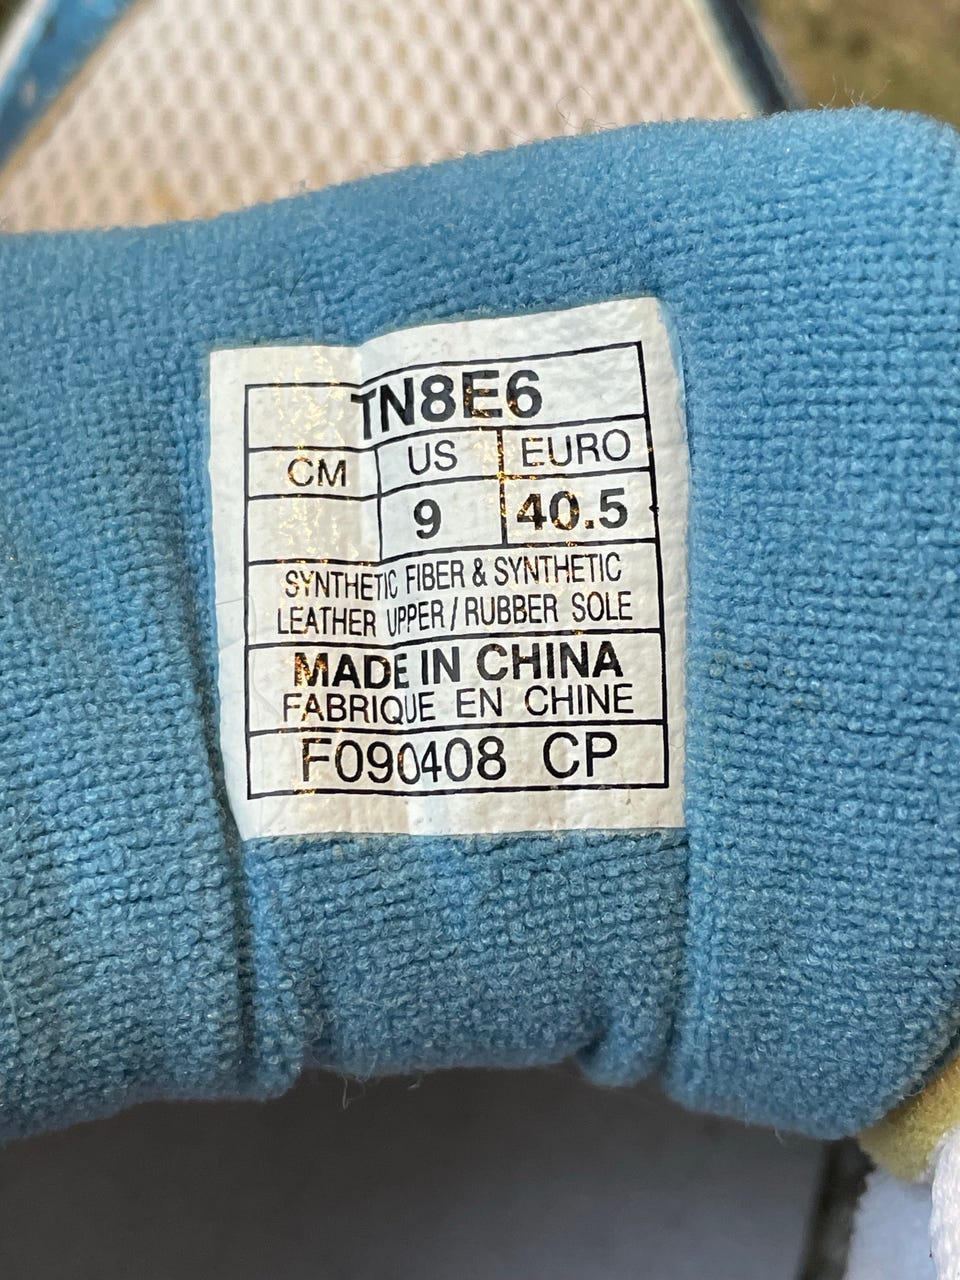 TN8E6
CM US EURO
9 40.5
SYNTHETIC FIBER & SYNTHETIC
LEATHER UPPER / RUBBER SOLE
MADE IN CHINA
FABRIQUE EN CHINE
F090408 CP